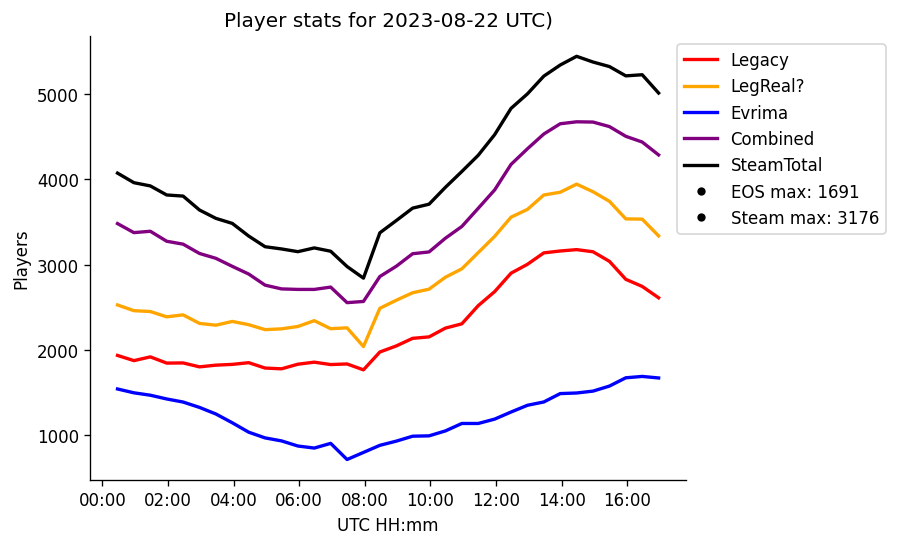 Player stats for 2023-08-22 UTC)
Legacy
LegReal?
Evrima
Combined
SteamTotal
EOS max: 1691
Steam max: 3176
5000
4000
3000
2000
1000
Players
00:00 02:00 04:00 06:00 08:00 10:00 12:00 14:00 16:00
UTC HH:mm